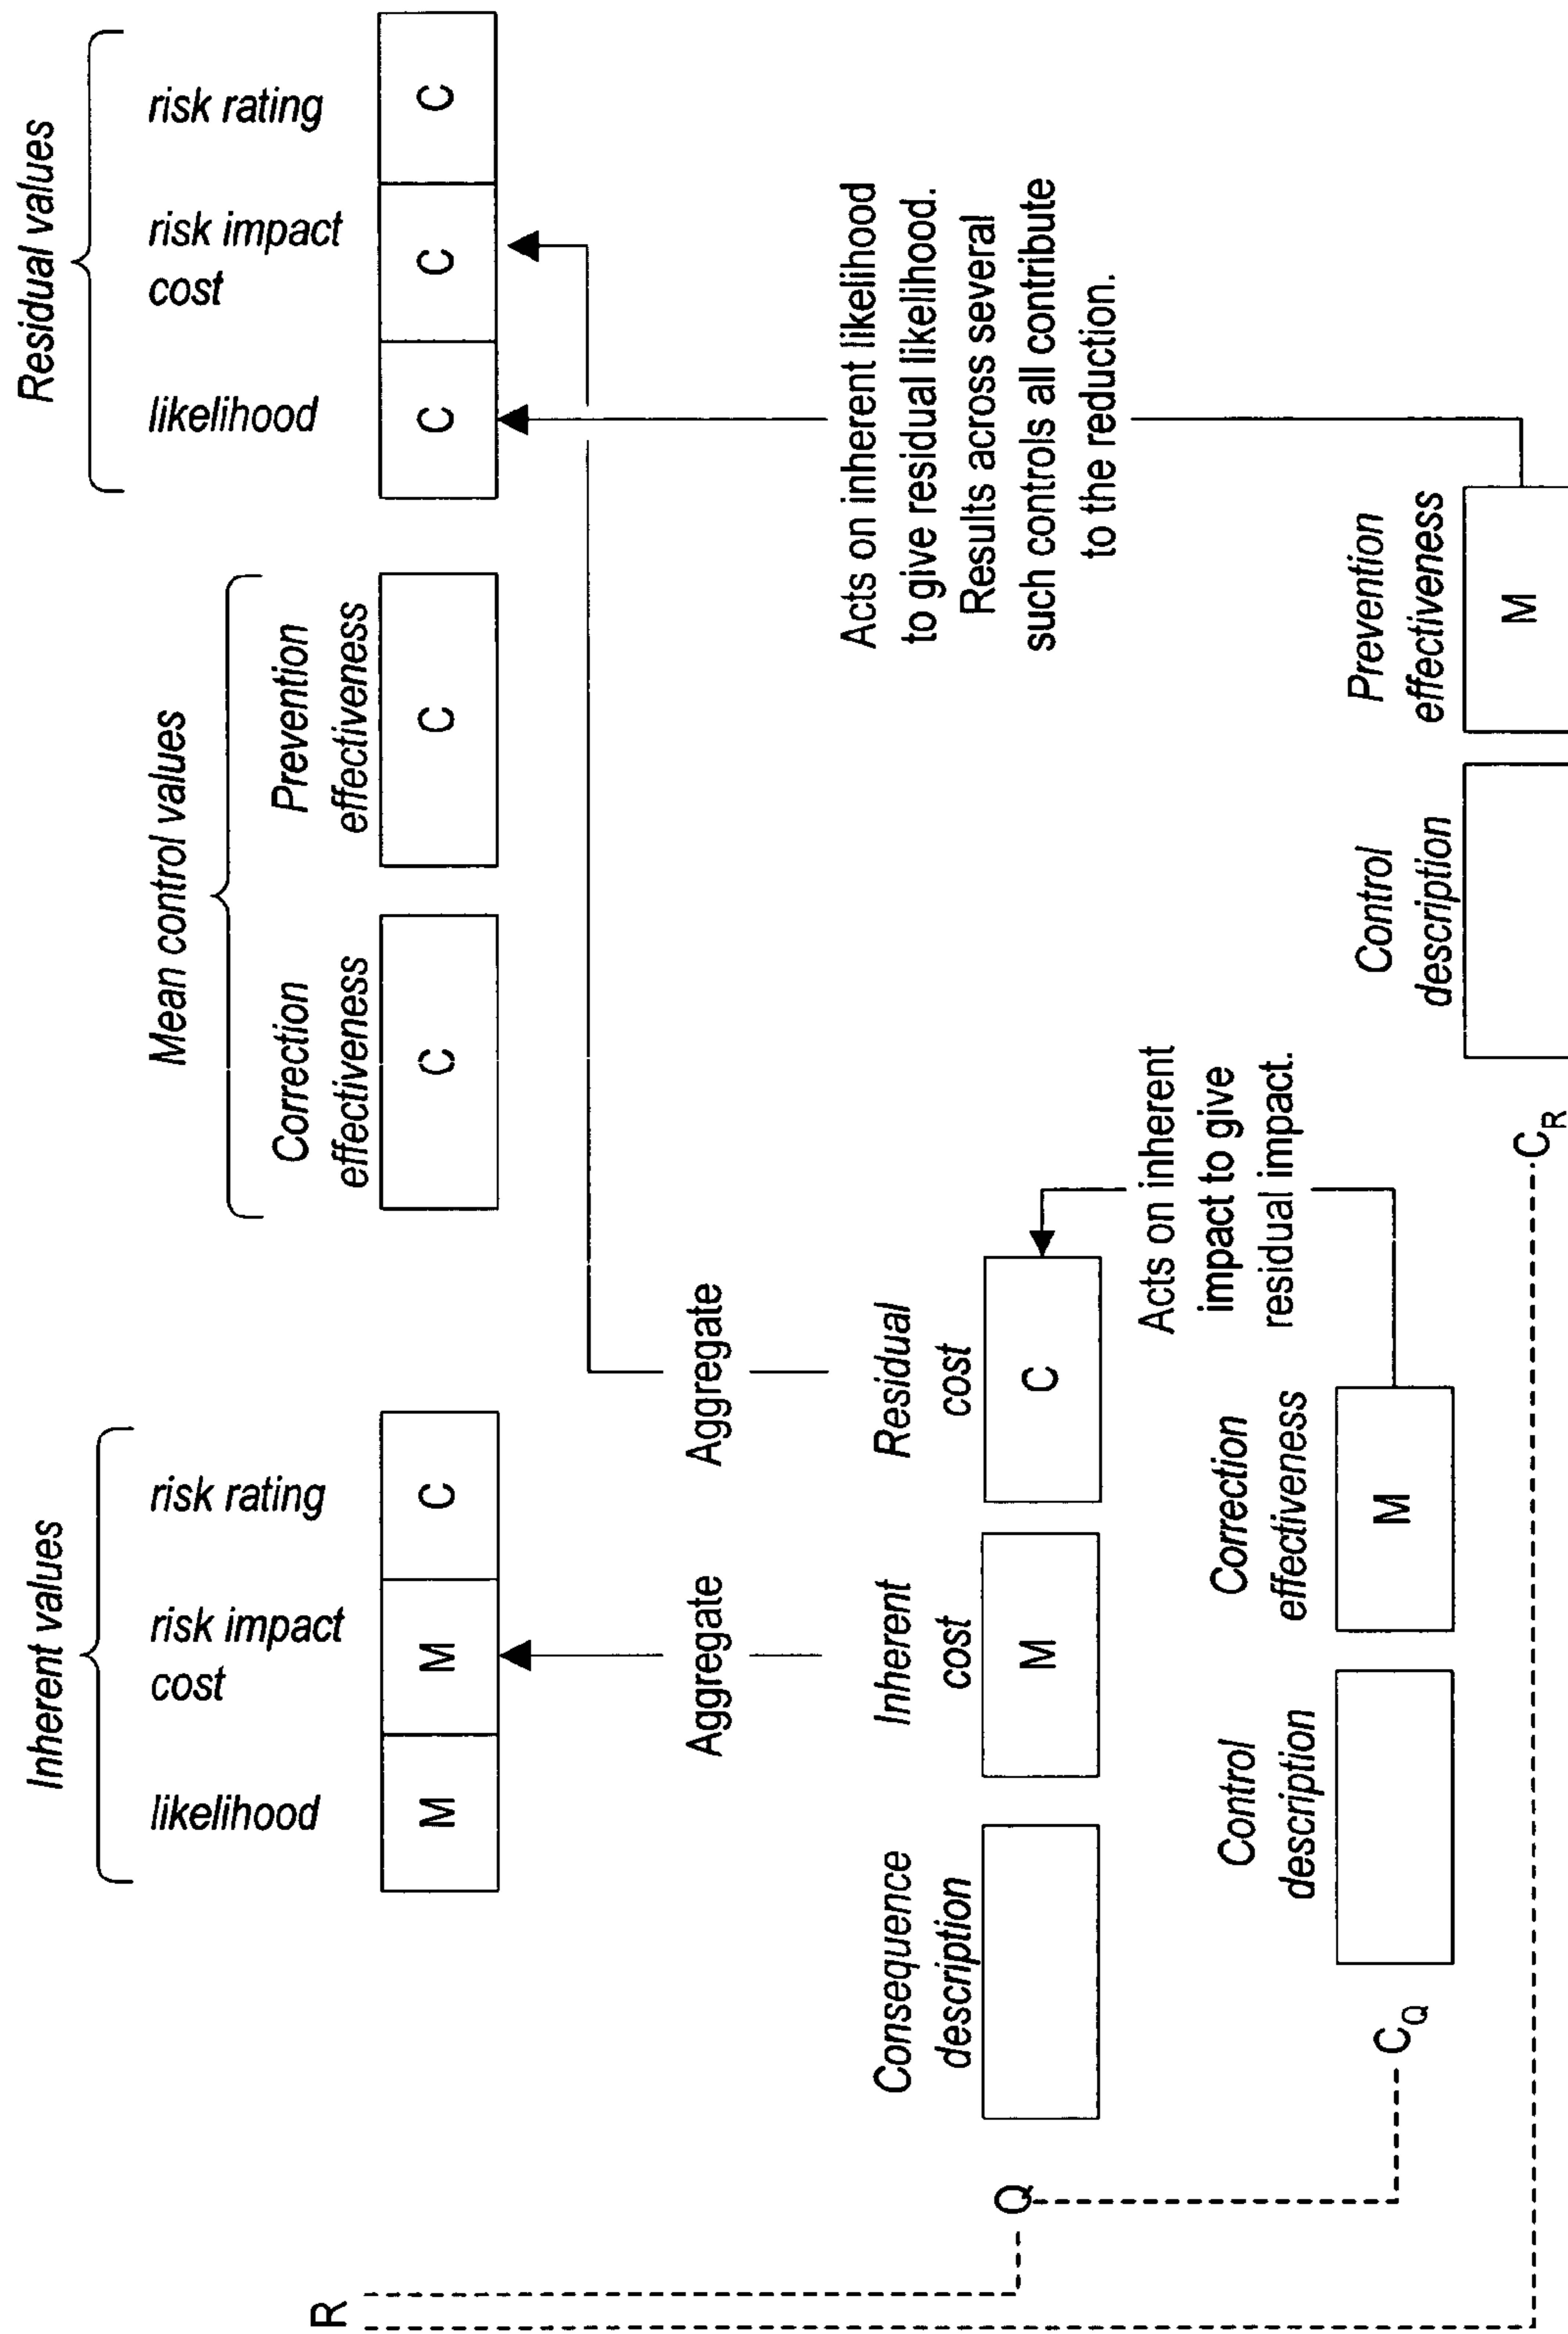 Inherent values
Mean control values
Residual values
likelihood
risk impact
cost
risk rating
Correction
effectiveness
Prevention
effectiveness
likelihood
risk impact
cost
risk rating
R
M
M
C
C
C
C
C
C
Aggregate
Aggregate
Consequence
description
Inherent
cost
Residual
cost
Acts on inherent likelihood
to give residual likelihood.
Results across several
such controls all contribute
to the reduction.
Q
M
C
Acts on inherent
impact to give
residual impact.
Control
description
Correction
effectiveness
C_Q
M
Control
description
Prevention
effectiveness
C_R
M